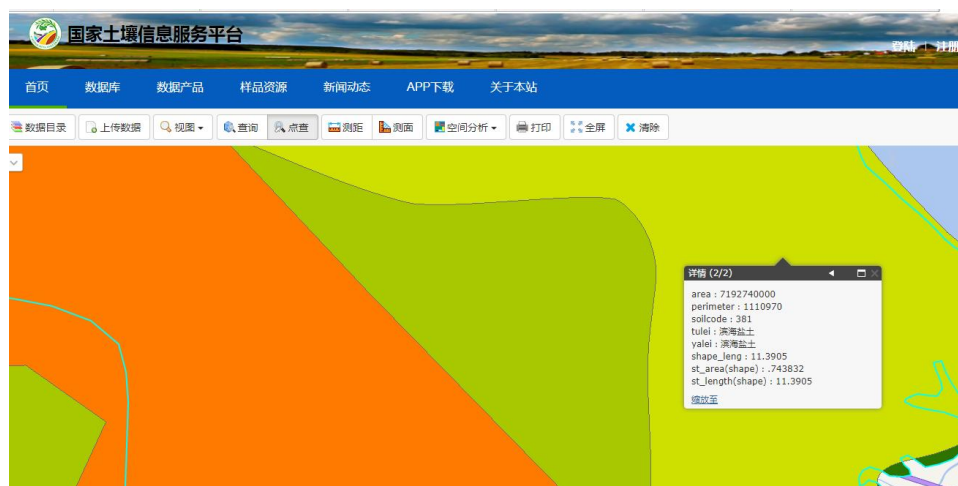 国家土壤信息服务平台
登陆 | 注册
首页 数据库 数据产品 样品资源 新闻动态 APP下载 关于本站
数据目录 上传数据 视图 查询 点查 测距 测面 空间分析 打印 全屏 清除
详情 (2/2)
area : 7192740000
perimeter : 1110970
soilcode : 381
tulei : 滨海盐土
yalei : 滨海盐土
shape_leng : 11.3905
st_area(shape) : .743832
st_length(shape) : 11.3905
缩放至